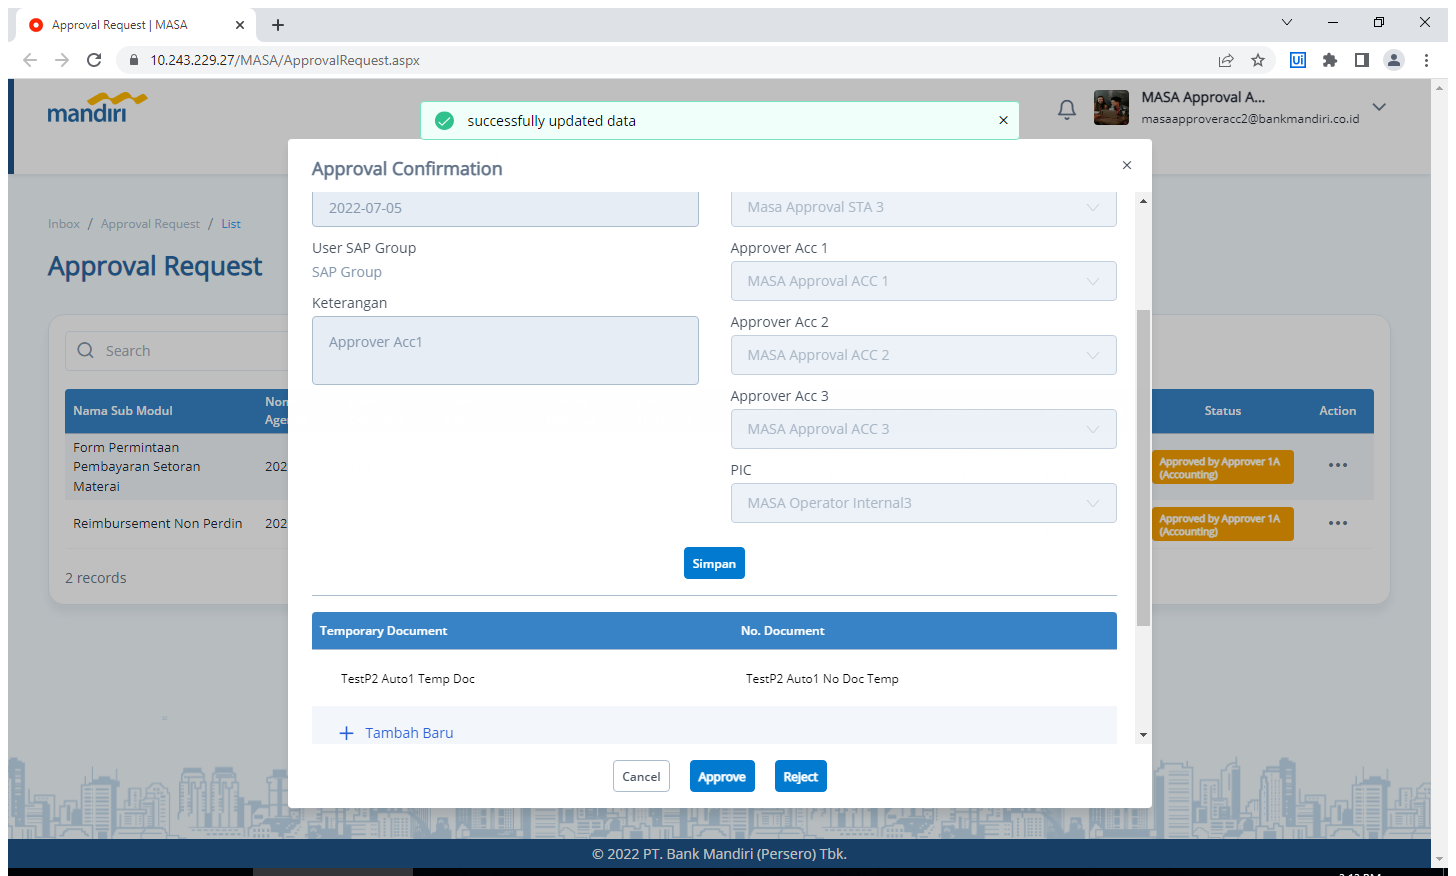 Approval Request | MASA
10.243.229.27/MASA/ApprovalRequest.aspx
Ui
mandiri
successfully updated data
MASA Approval A...
masaapproveracc2@bankmandiri.co.id
Inbox / Approval Request / List
Approval Request
Search
Nama Sub Modul
Form Permintaan
Pembayaran Setoran
Materai
202
Reimbursement Non Perdin
202
2 records
Approval Confirmation
2022-07-05
User SAP Group
SAP Group
Keterangan
Approver Acc1
Masa Approval STA 3
Approver Acc 1
MASA Approval ACC 1
Approver Acc 2
MASA Approval ACC 2
Approver Acc 3
MASA Approval ACC 3
PIC
MASA Operator Internal3
Simpan
Temporary Document
No. Document
TestP2 Auto1 Temp Doc
TestP2 Auto1 No Doc Temp
+ Tambah Baru
Cancel
Approve
Reject
Status
Action
Approved by Approver 1A
(Accounting)
Approved by Approver 1A
(Accounting)
© 2022 PT. Bank Mandiri (Persero) Tbk.